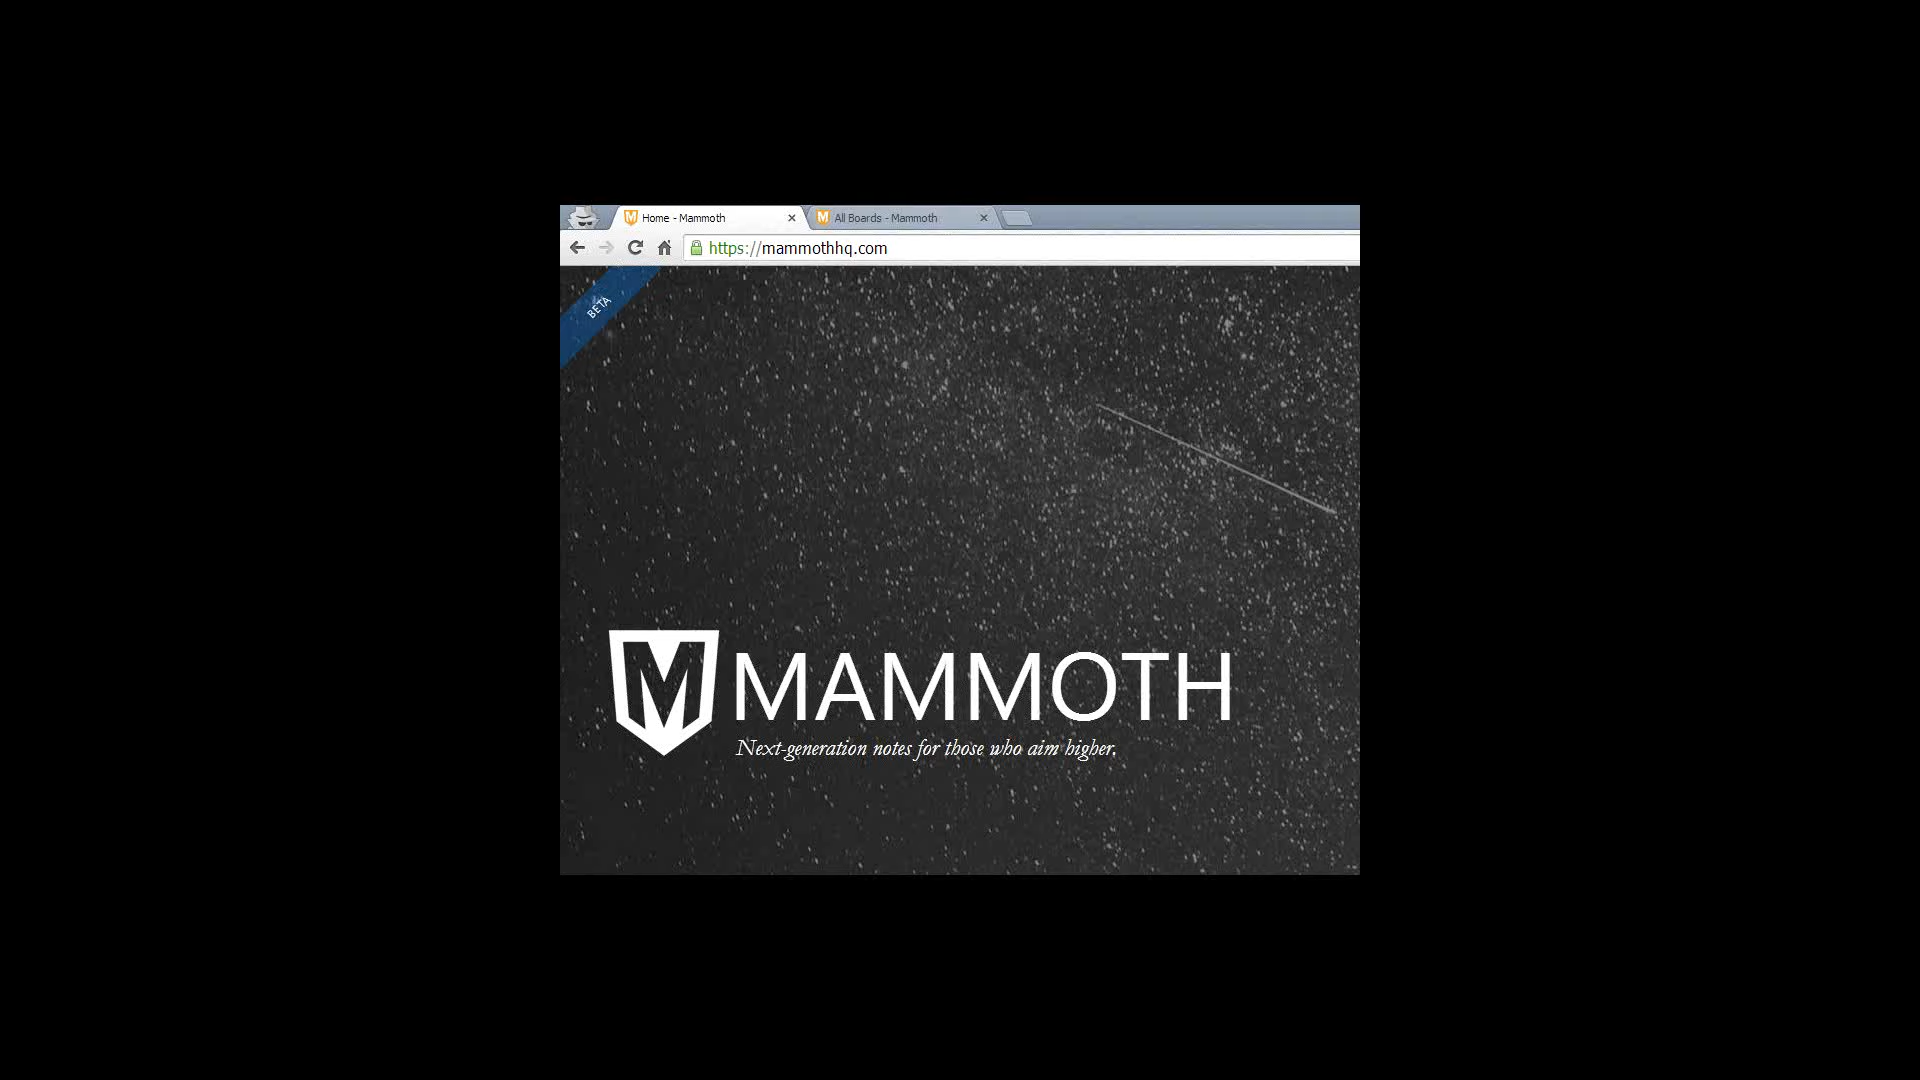 Home - Mammoth
All Boards - Mammoth
https://mammothhq.com
BETA
M MAMMOTH
Next-generation notes for those who aim higher.